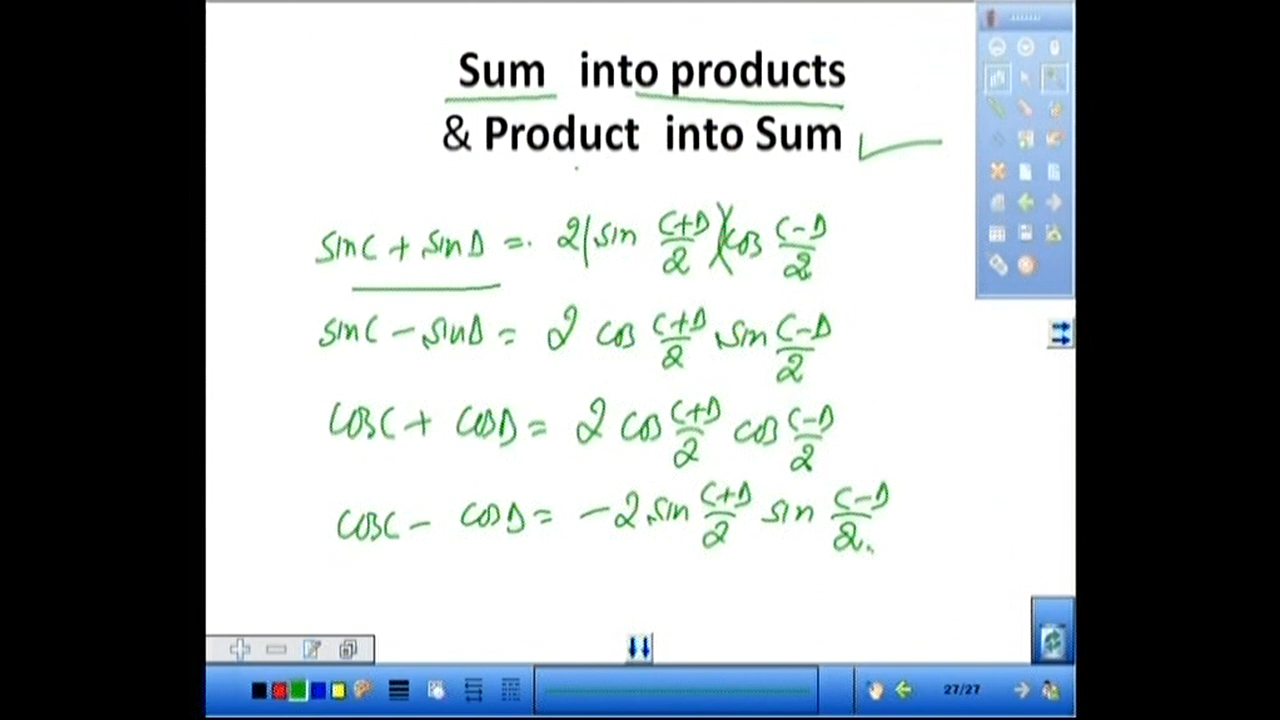 Sum into products
& Product into Sum
sinC + sinD = 2(sin (C+D)/2)(cos (C-D)/2
sinC - sinD = 2 cos (C+D)/2 sin (C-D)/2
cosC + cosD = 2 cos (C+D)/2 cos (C-D)/2
cosC - cosD = -2 sin (C+D)/2 sin (C-D)/2
27/27